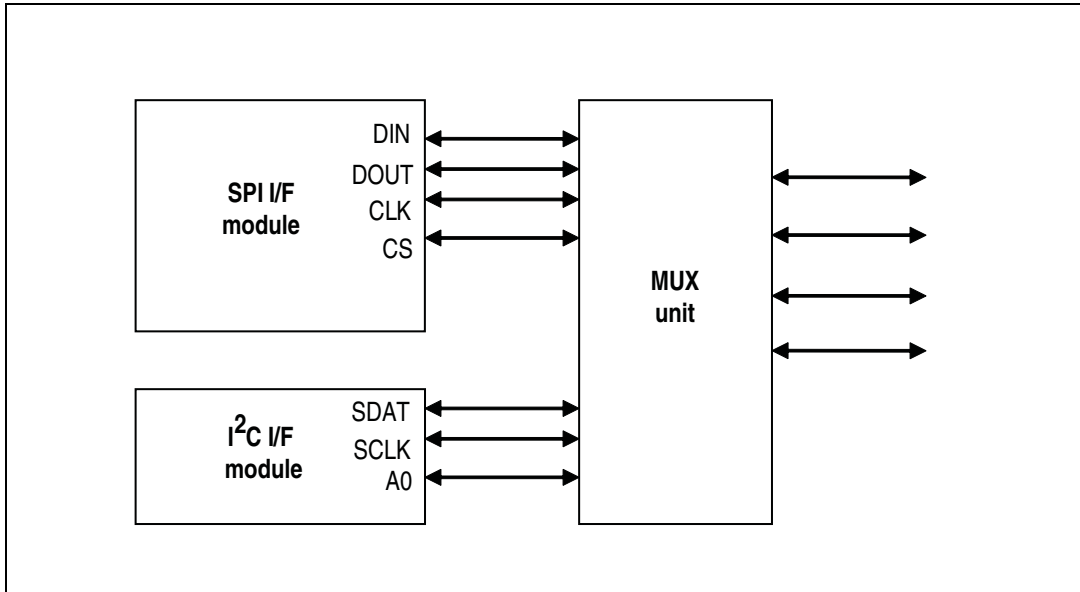 SPI I/F
module
DIN
DOUT
CLK
CS
I²C I/F
module
SDAT
SCLK
A0
MUX
unit